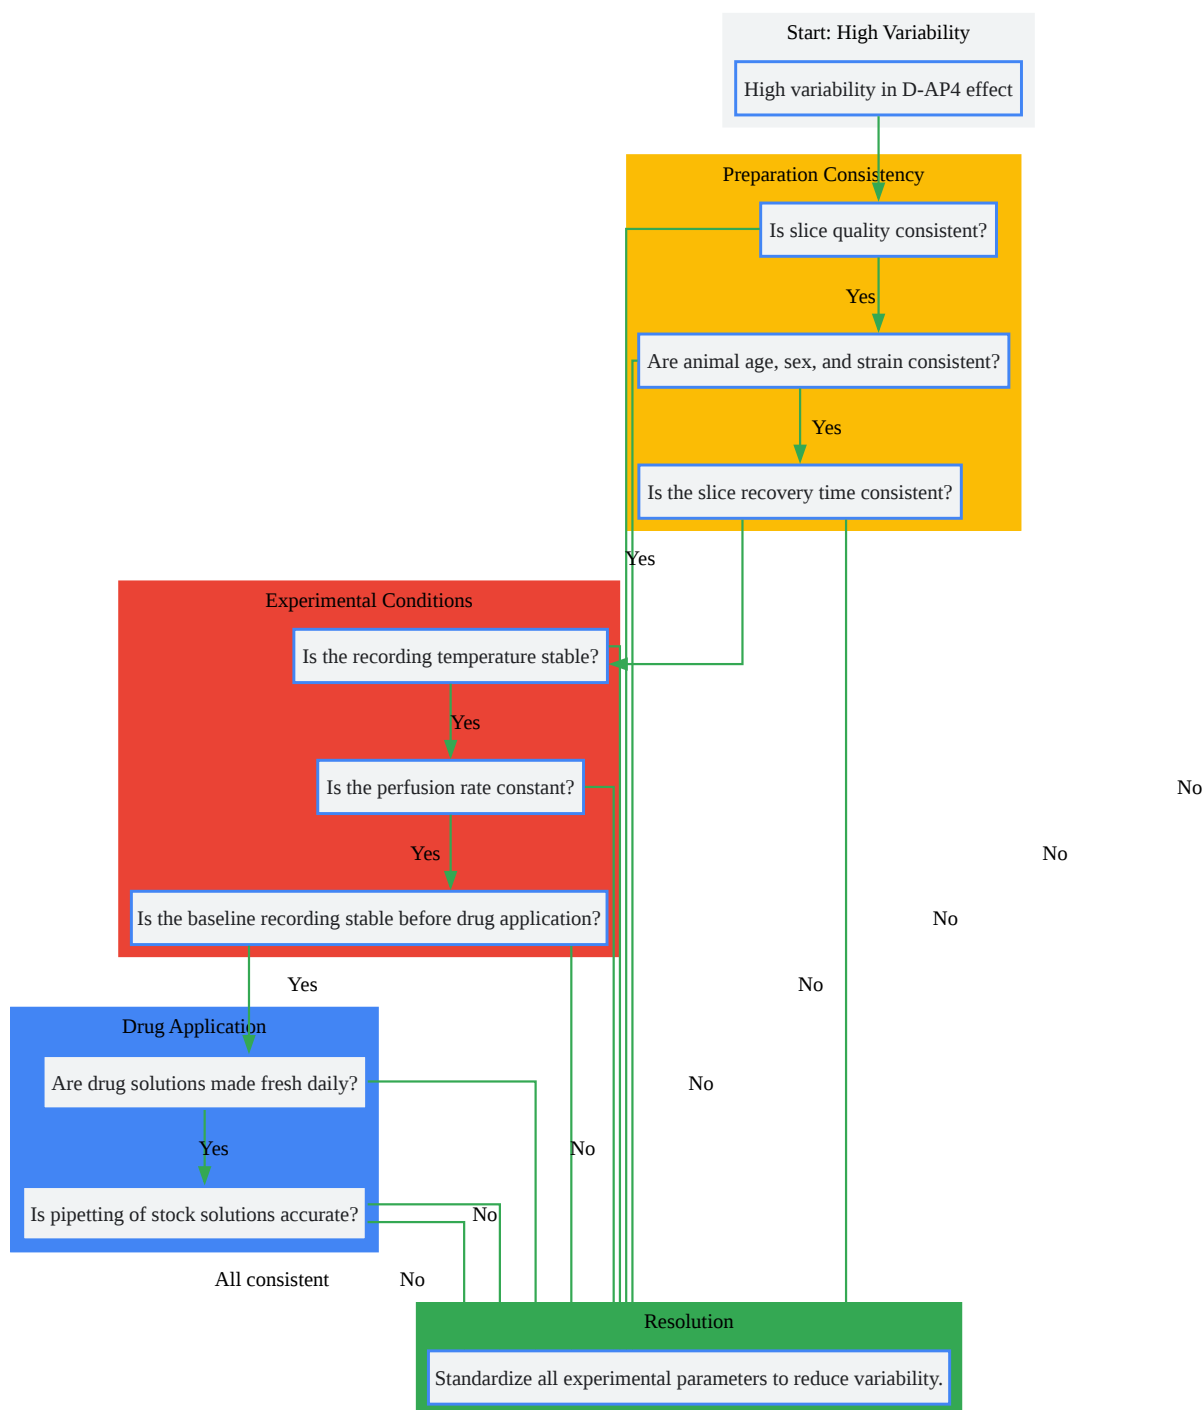 Start: High Variability
High variability in D-AP4 effect
Preparation Consistency
Is slice quality consistent?
Yes
Are animal age, sex, and strain consistent?
Yes
Is the slice recovery time consistent?
Yes
Experimental Conditions
Is the recording temperature stable?
Yes
Is the perfusion rate constant?
No
Yes
No
Is the baseline recording stable before drug application?
No
Yes
No
Drug Application
Are drug solutions made fresh daily?
No
Yes
No
Is pipetting of stock solutions accurate?
No
All consistent
No
Resolution
Standardize all experimental parameters to reduce variability.